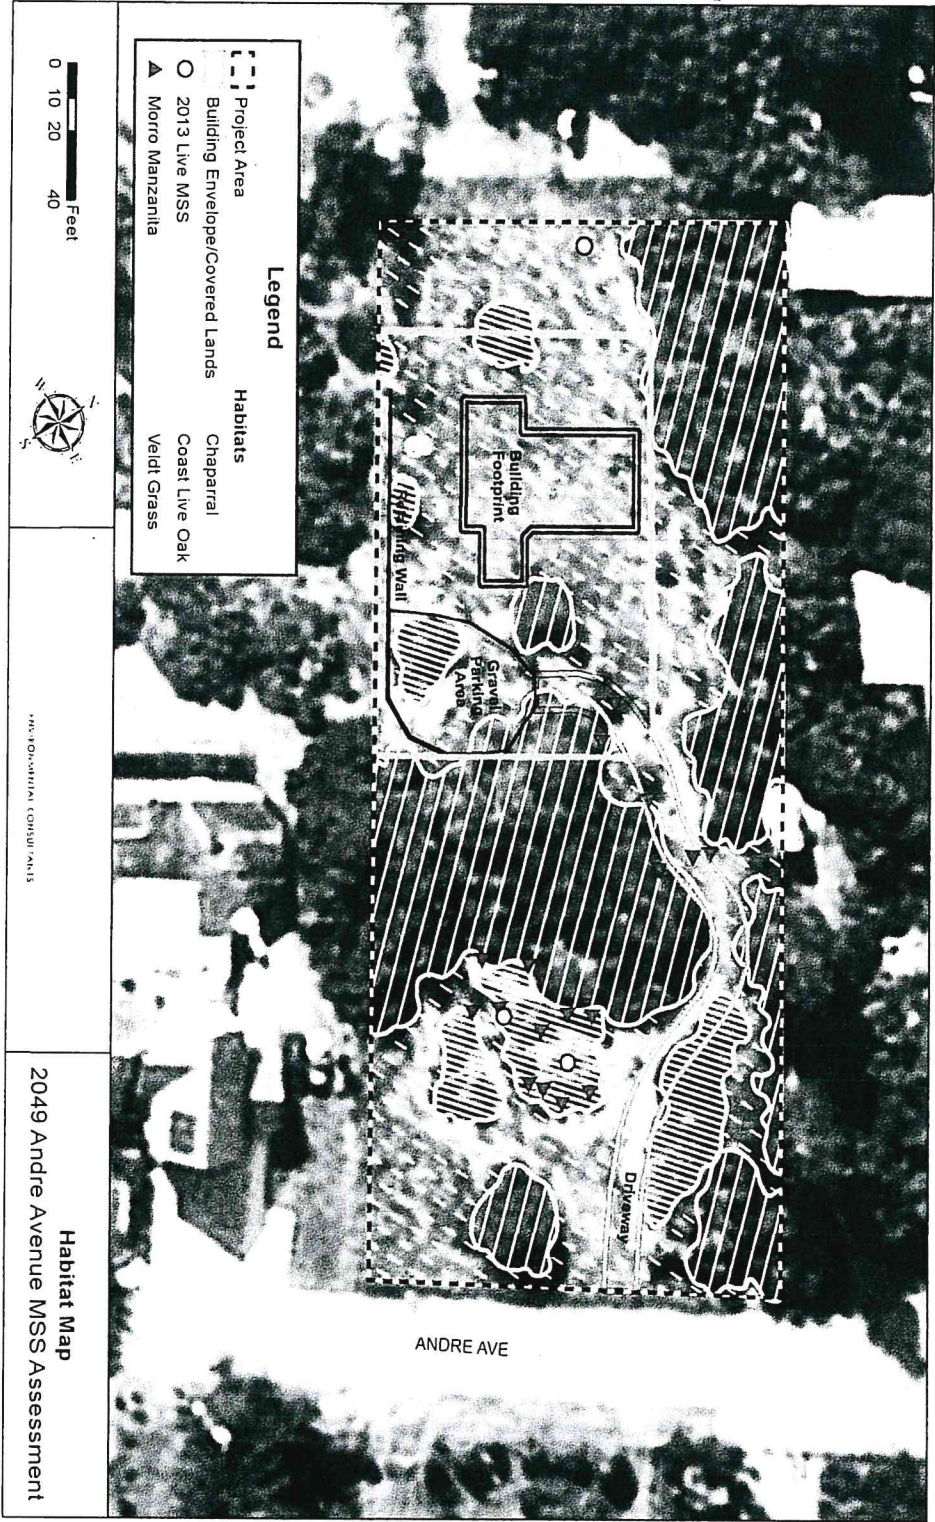 Legend
Project Area
Building Envelope/Covered Lands
2013 Live MSS
Morro Manzanita
Habitats
Chaparral
Coast Live Oak
Veldt Grass
0 10 20 40
Feet
N
E
S
W
Building
Footprint
Wall
Gravel
Parking
Area
Driveway
ANDRE AVE
ENVIRONMENTAL CONSULTANTS
Habitat Map
2049 Andre Avenue MSS Assessment